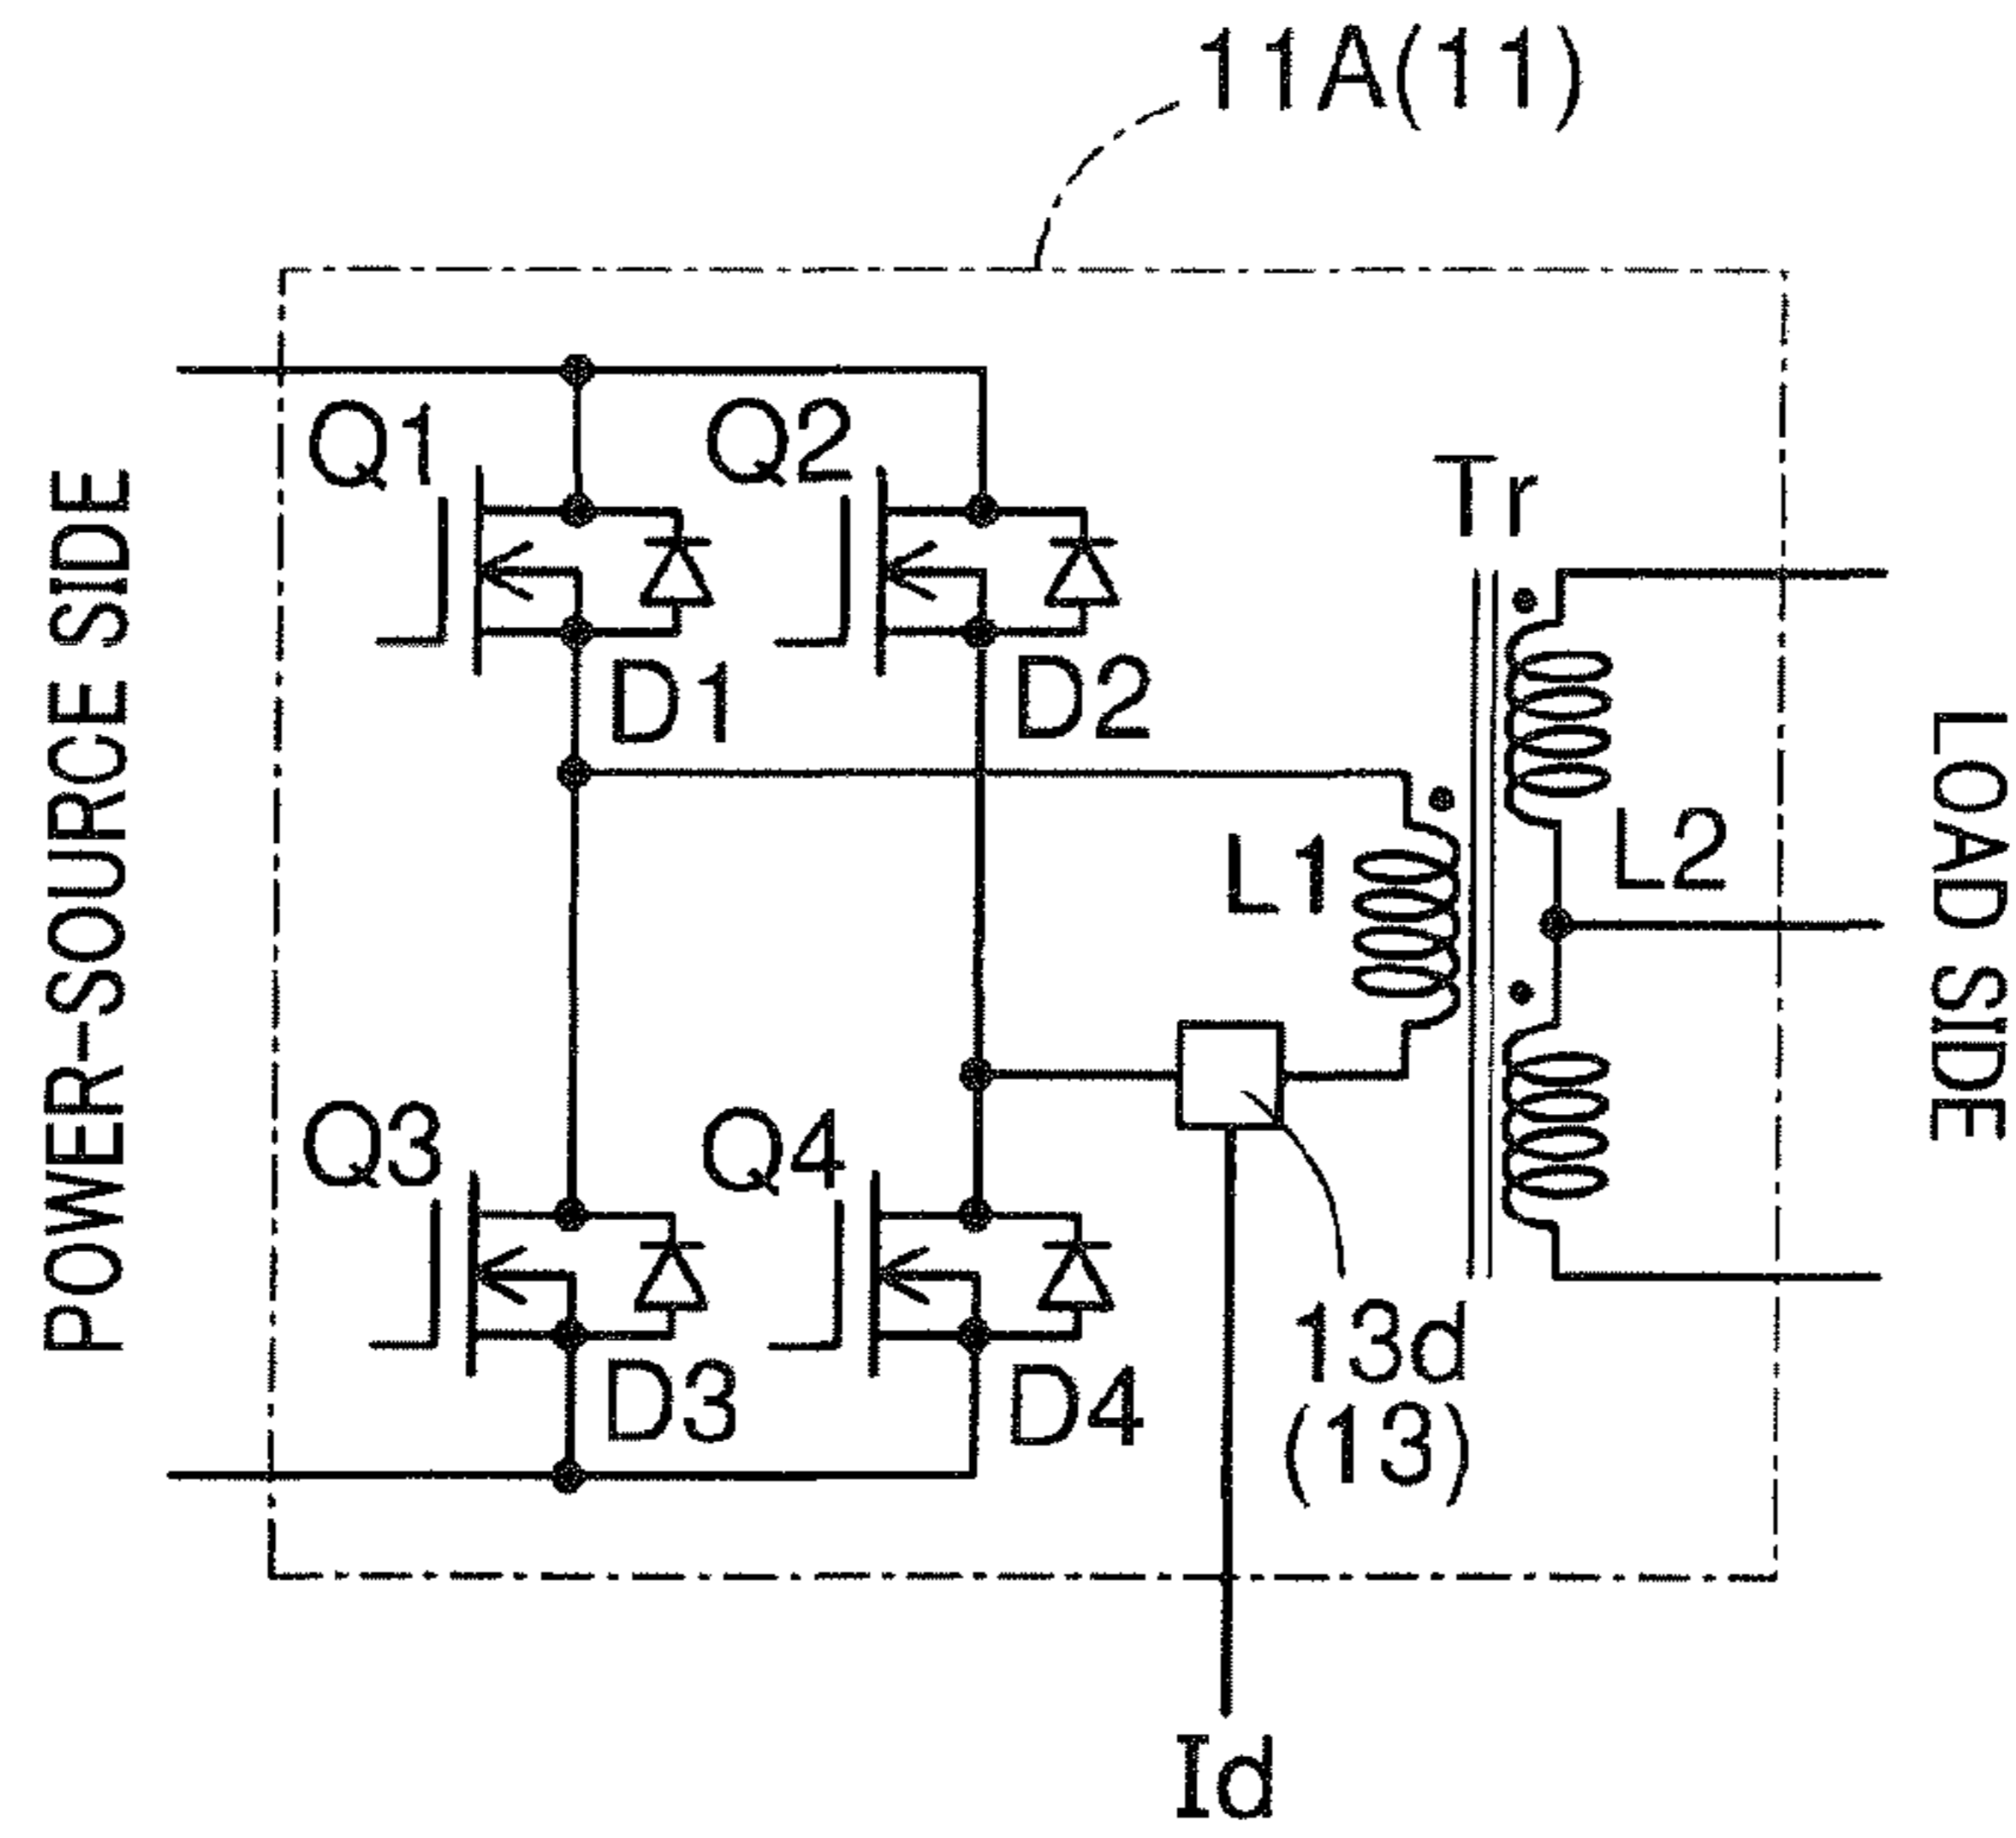 11A(11)
POWER-SOURCE SIDE
Q1
Q2
Tr
D1
D2
L1
L2
LOAD SIDE
Q3
Q4
13d
(13)
D3
D4
Id